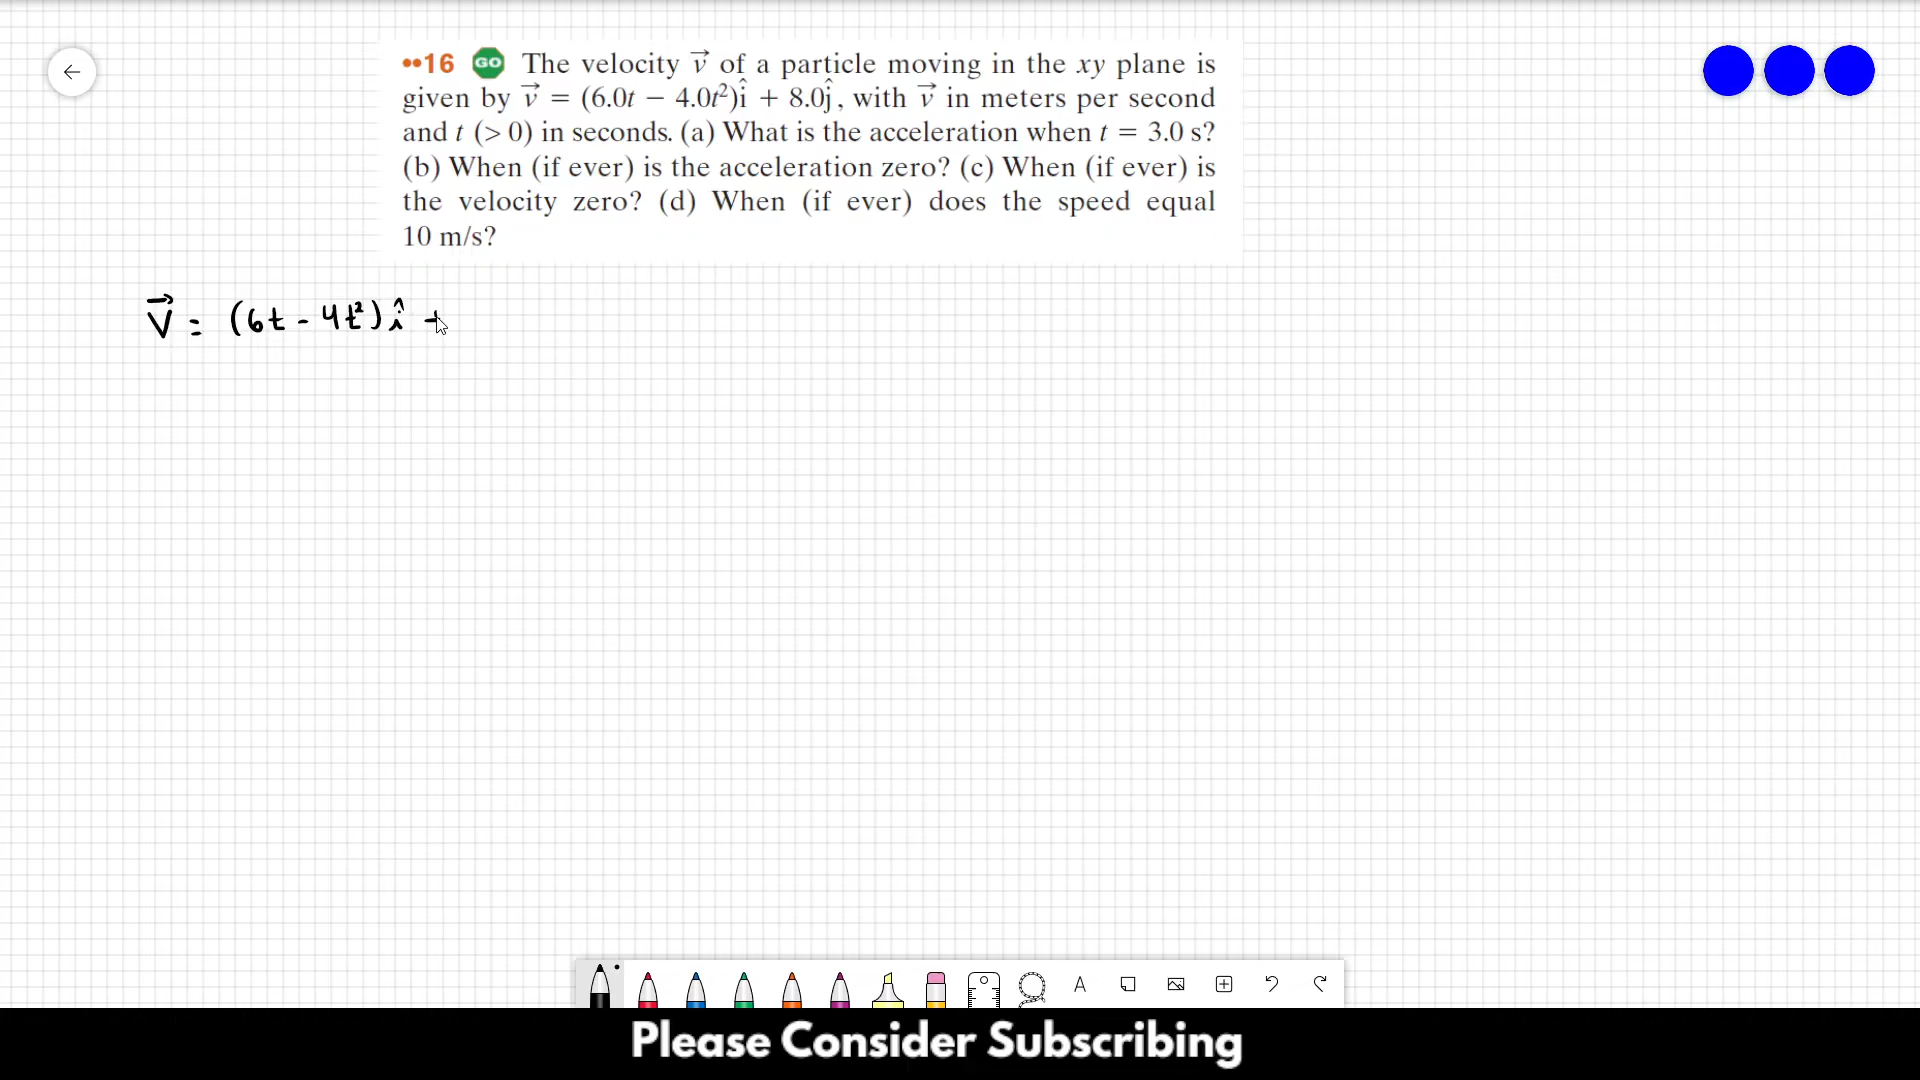 ••16 GO The velocity v⃗ of a particle moving in the xy plane is
given by v⃗ = (6.0t − 4.0t²)î + 8.0ĵ, with v⃗ in meters per second
and t (> 0) in seconds. (a) What is the acceleration when t = 3.0 s?
(b) When (if ever) is the acceleration zero? (c) When (if ever) is
the velocity zero? (d) When (if ever) does the speed equal
10 m/s?
V⃗ = (6t - 4t²) î +
A
Please Consider Subscribing